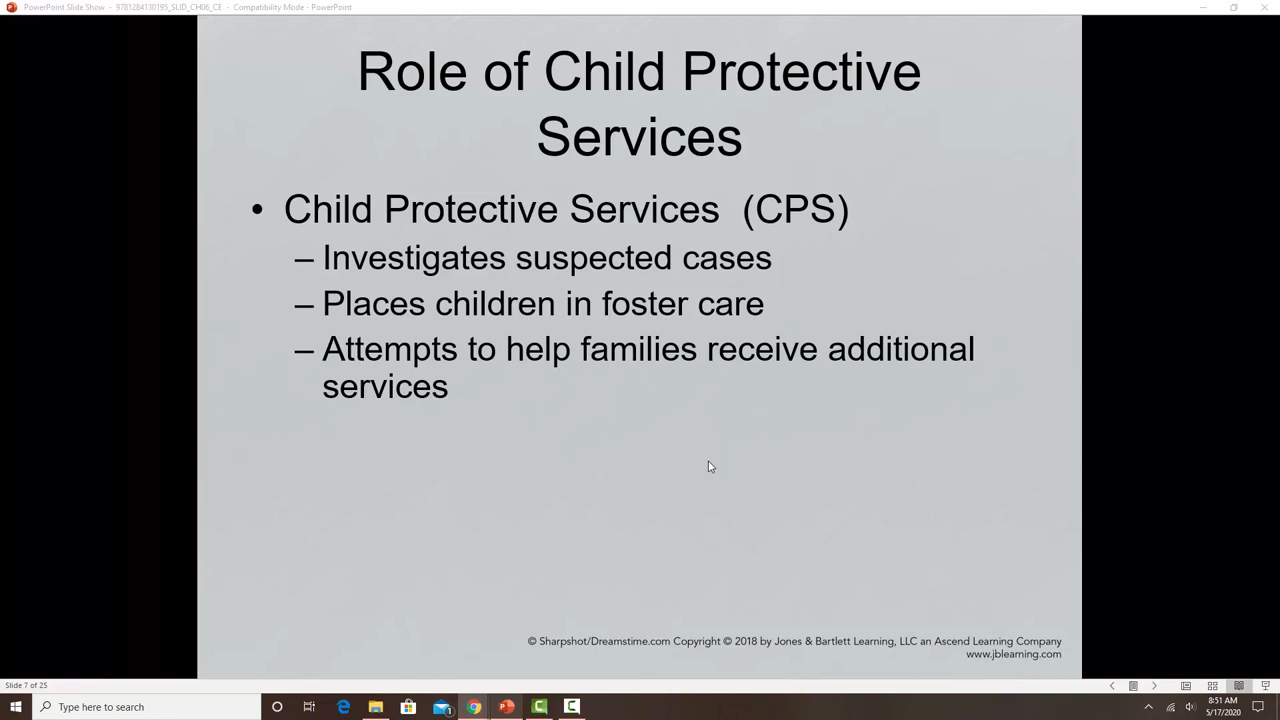 PowerPoint Slide Show - 9781284130195_SLID_CH06_CE - Compatibility Mode - PowerPoint
Role of Child Protective
Services
• Child Protective Services (CPS)
– Investigates suspected cases
– Places children in foster care
– Attempts to help families receive additional
services
© Sharpshot/Dreamstime.com Copyright © 2018 by Jones & Bartlett Learning, LLC an Ascend Learning Company
www.jblearning.com
Slide 7 of 25
Type here to search
8:51 AM
5/17/2020